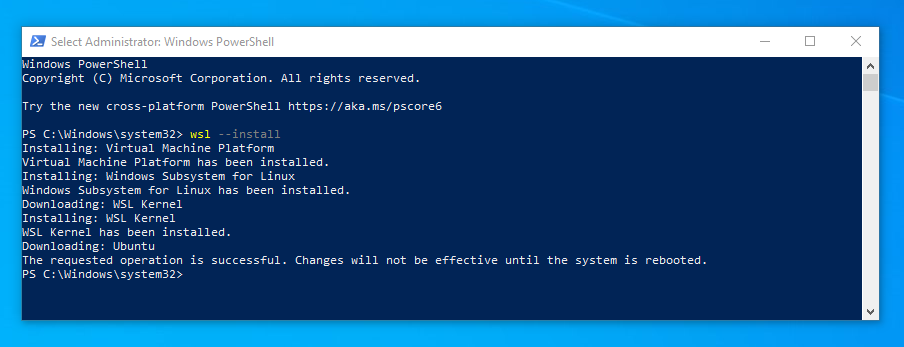 Select Administrator: Windows PowerShell
Windows PowerShell
Copyright (C) Microsoft Corporation. All rights reserved.
Try the new cross-platform PowerShell https://aka.ms/pscore6
PS C:\Windows\system32> wsl --install
Installing: Virtual Machine Platform
Virtual Machine Platform has been installed.
Installing: Windows Subsystem for Linux
Windows Subsystem for Linux has been installed.
Downloading: WSL Kernel
Installing: WSL Kernel
WSL Kernel has been installed.
Downloading: Ubuntu
The requested operation is successful. Changes will not be effective until the system is rebooted.
PS C:\Windows\system32>